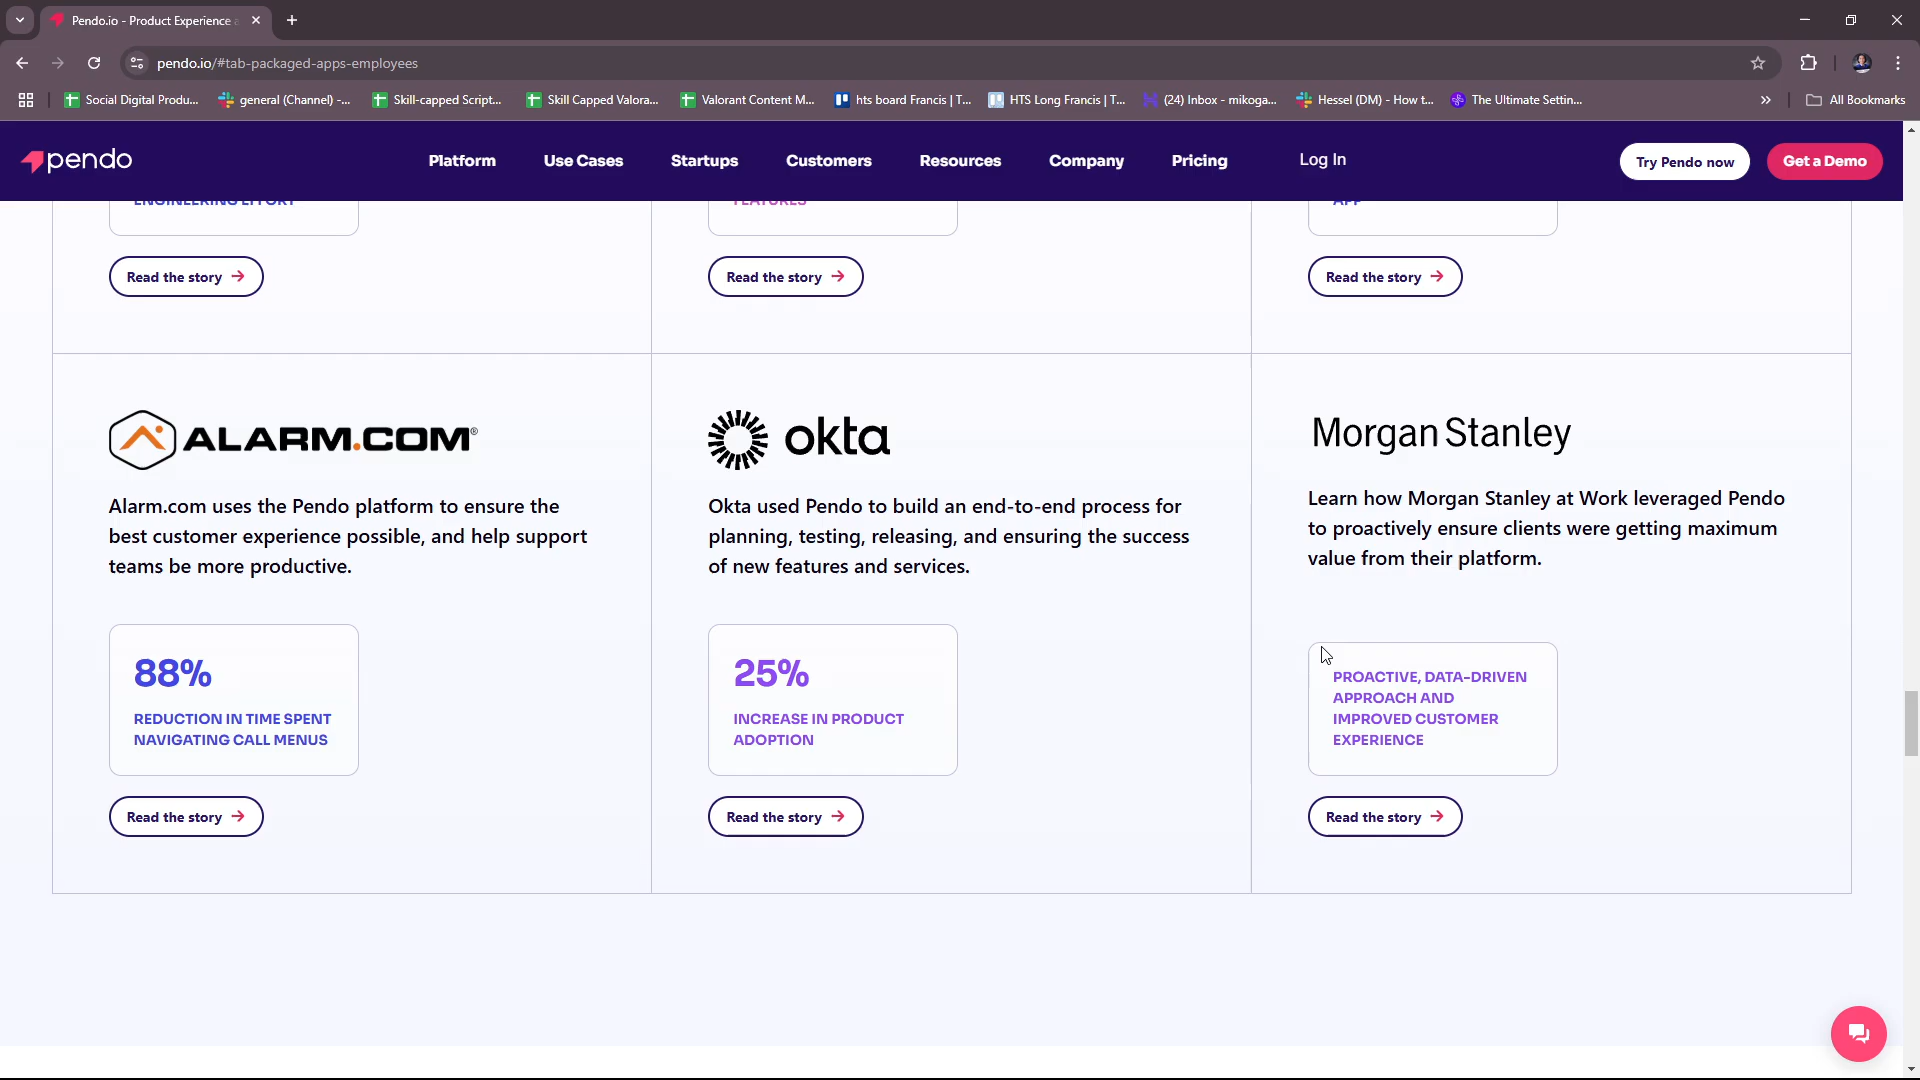 Pendo.io - Product Experience a
pendo.io/#tab-packaged-apps-employees
Social Digital Produ...
general (Channel) -...
Skill-capped Script...
Skill Capped Valora...
Valorant Content M...
hts board Francis | T...
HTS Long Francis | T...
(24) Inbox - mikoga...
Hessel (DM) - How t...
The Ultimate Settin...
All Bookmarks
pendo
Platform
Use Cases
Startups
Customers
Resources
Company
Pricing
Log In
Try Pendo now
Get a Demo
ENGINEERING EFFORT
FEATURES
APP
Read the story
Read the story
Read the story
ALARM.COM®
Alarm.com uses the Pendo platform to ensure the
best customer experience possible, and help support
teams be more productive.
88%
REDUCTION IN TIME SPENT
NAVIGATING CALL MENUS
Read the story
okta
Okta used Pendo to build an end-to-end process for
planning, testing, releasing, and ensuring the success
of new features and services.
25%
INCREASE IN PRODUCT
ADOPTION
Read the story
Morgan Stanley
Learn how Morgan Stanley at Work leveraged Pendo
to proactively ensure clients were getting maximum
value from their platform.
PROACTIVE, DATA-DRIVEN
APPROACH AND
IMPROVED CUSTOMER
EXPERIENCE
Read the story